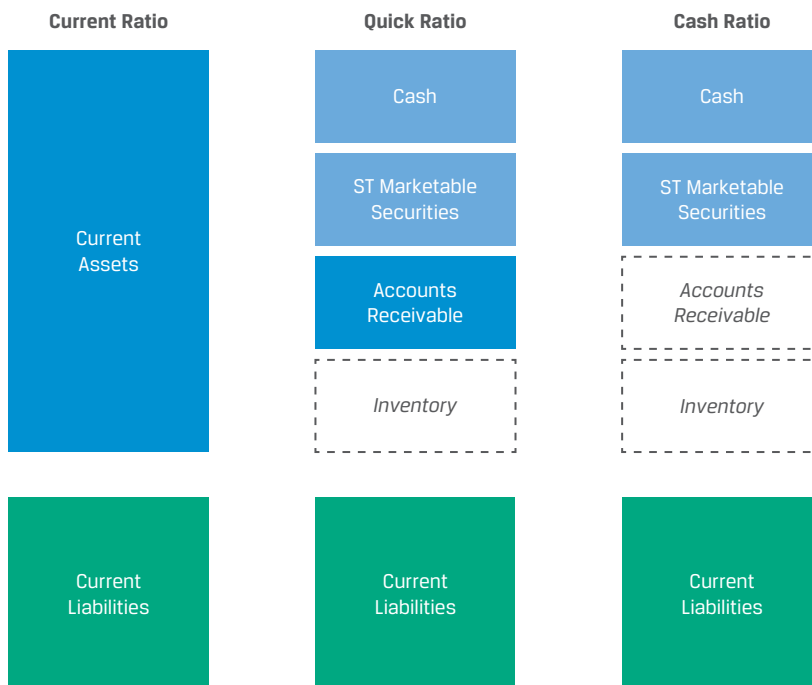 Current Ratio
Quick Ratio
Cash Ratio
Current
Assets
Cash
ST Marketable
Securities
Accounts
Receivable
Inventory
Cash
ST Marketable
Securities
Accounts
Receivable
Inventory
Current
Liabilities
Current
Liabilities
Current
Liabilities